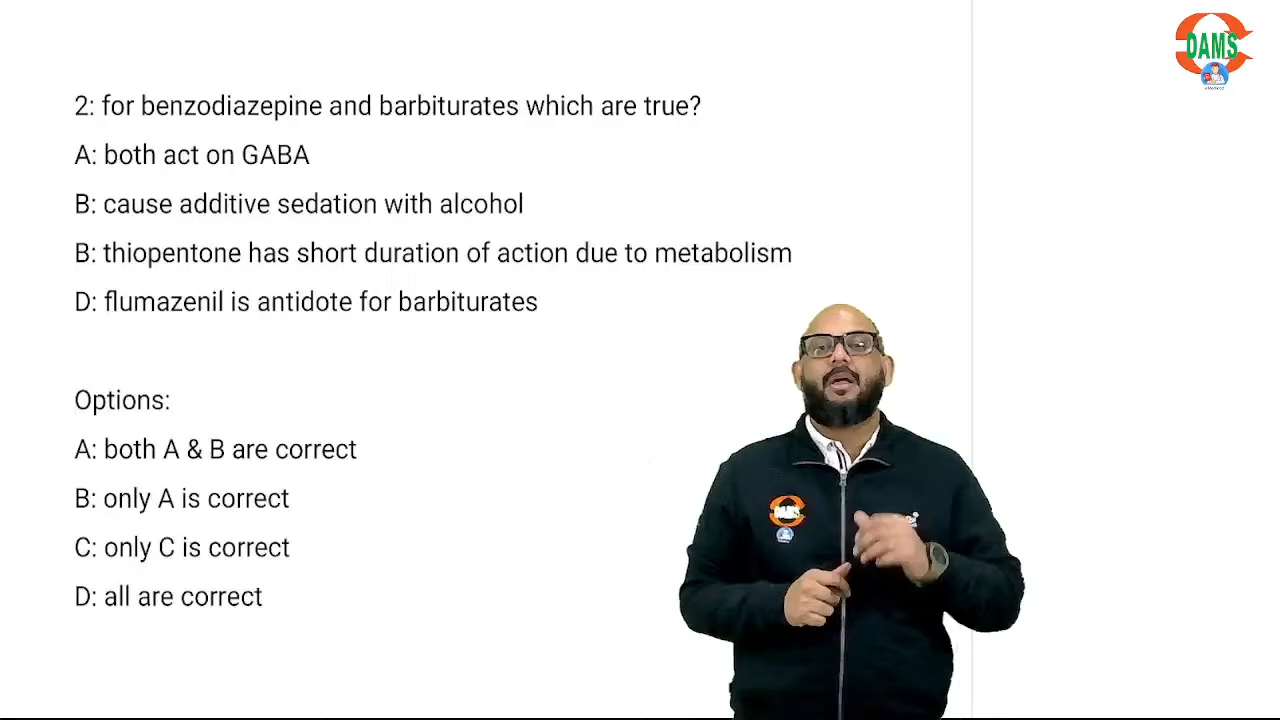 DAMS
2: for benzodiazepine and barbiturates which are true?
A: both act on GABA
B: cause additive sedation with alcohol
B: thiopentone has short duration of action due to metabolism
D: flumazenil is antidote for barbiturates
Options:
A: both A & B are correct
B: only A is correct
C: only C is correct
D: all are correct
DAMS